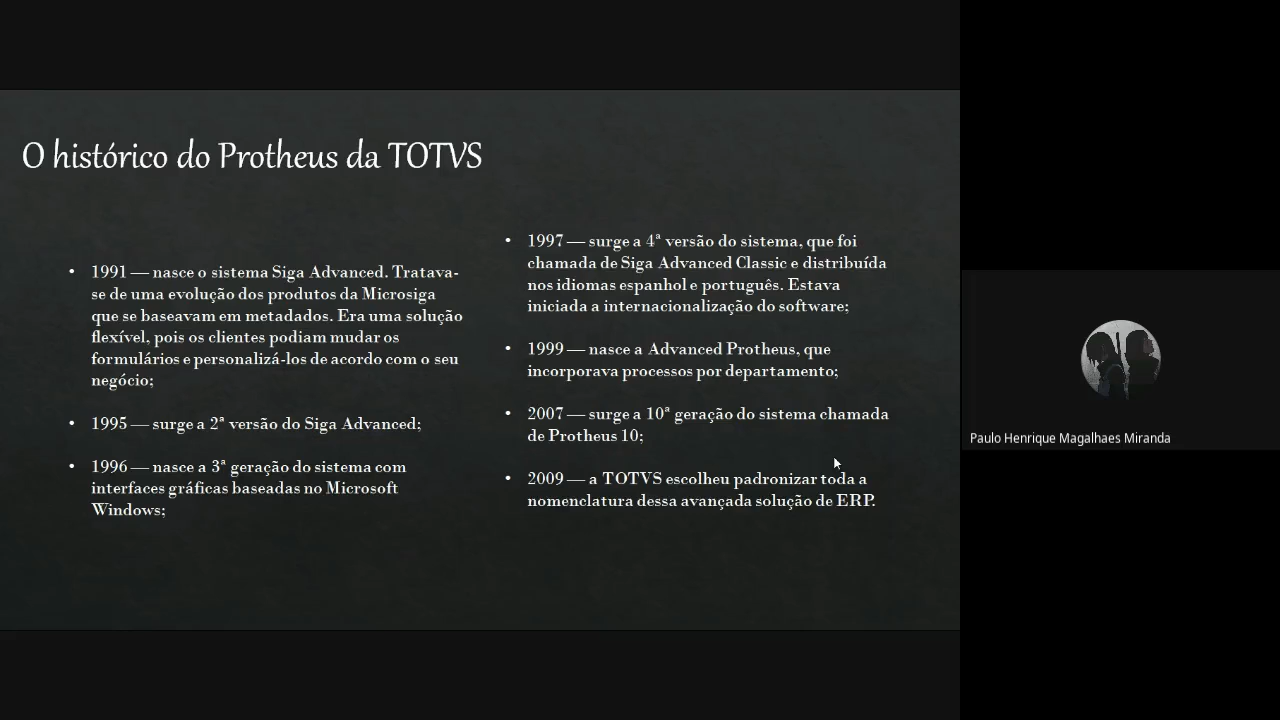 O histórico do Protheus da TOTVS
• 1991 — nasce o sistema Siga Advanced. Tratava-
se de uma evolução dos produtos da Microsiga
que se baseavam em metadados. Era uma solução
flexível, pois os clientes podiam mudar os
formulários e personalizá-los de acordo com o seu
negócio;
• 1995 — surge a 2ª versão do Siga Advanced;
• 1996 — nasce a 3ª geração do sistema com
interfaces gráficas baseadas no Microsoft
Windows;
• 1997 — surge a 4ª versão do sistema, que foi
chamada de Siga Advanced Classic e distribuída
nos idiomas espanhol e português. Estava
iniciada a internacionalização do software;
• 1999 — nasce a Advanced Protheus, que
incorporava processos por departamento;
• 2007 — surge a 10ª geração do sistema chamada
de Protheus 10;
• 2009 — a TOTVS escolheu padronizar toda a
nomenclatura dessa avançada solução de ERP.
Paulo Henrique Magalhaes Miranda